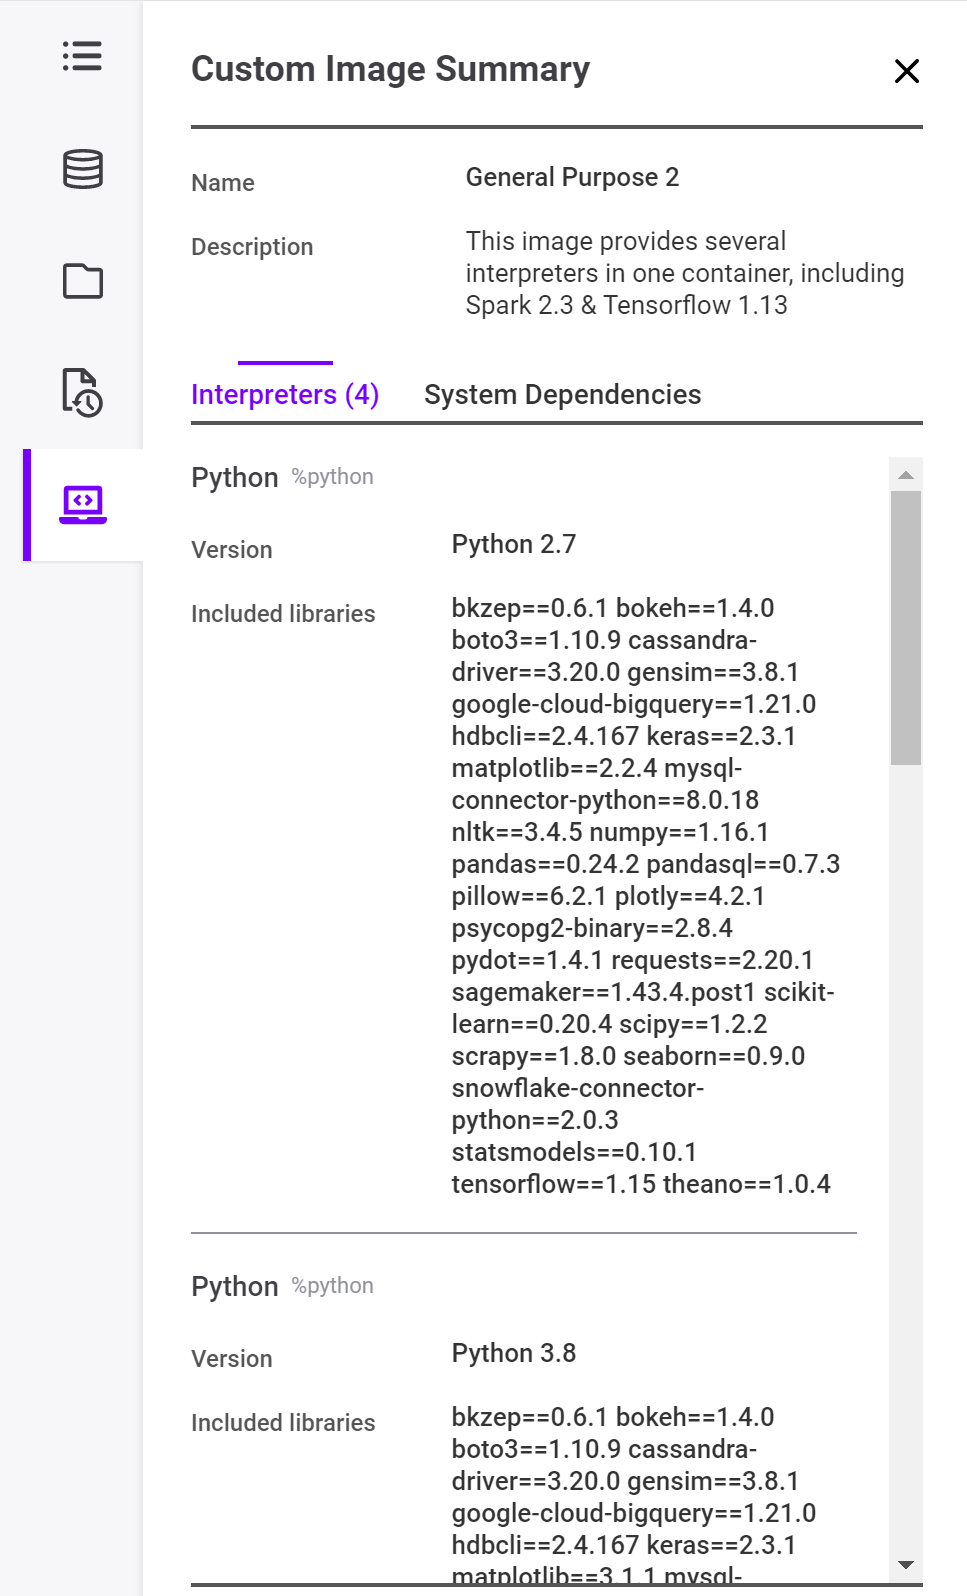 Custom Image Summary
Name
General Purpose 2
Description
This image provides several
interpreters in one container, including
Spark 2.3 & Tensorflow 1.13
Interpreters (4)
System Dependencies
Python %python
Version
Python 2.7
Included libraries
bkzep==0.6.1 bokeh==1.4.0
boto3==1.10.9 cassandra-
driver==3.20.0 gensim==3.8.1
google-cloud-bigquery==1.21.0
hdbcli==2.4.167 keras==2.3.1
matplotlib==2.2.4 mysql-
connector-python==8.0.18
nltk==3.4.5 numpy==1.16.1
pandas==0.24.2 pandasql==0.7.3
pillow==6.2.1 plotly==4.2.1
psycopg2-binary==2.8.4
pydot==1.4.1 requests==2.20.1
sagemaker==1.43.4.post1 scikit-
learn==0.20.4 scipy==1.2.2
scrapy==1.8.0 seaborn==0.9.0
snowflake-connector-
python==2.0.3
statsmodels==0.10.1
tensorflow==1.15 theano==1.0.4
Python %python
Version
Python 3.8
Included libraries
bkzep==0.6.1 bokeh==1.4.0
boto3==1.10.9 cassandra-
driver==3.20.0 gensim==3.8.1
google-cloud-bigquery==1.21.0
hdbcli==2.4.167 keras==2.3.1
matplotlib==3.1.1 mysql-